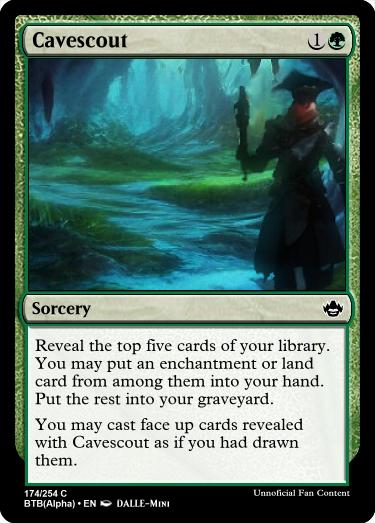 Cavescout 1
Sorcery
Reveal the top five cards of your library.
You may put an enchantment or land
card from among them into your hand.
Put the rest into your graveyard.
You may cast face up cards revealed
with Cavescout as if you had drawn
them.
174/254 C
Unofficial Fan Content
BTB(Alpha) • EN DALLE-Mini